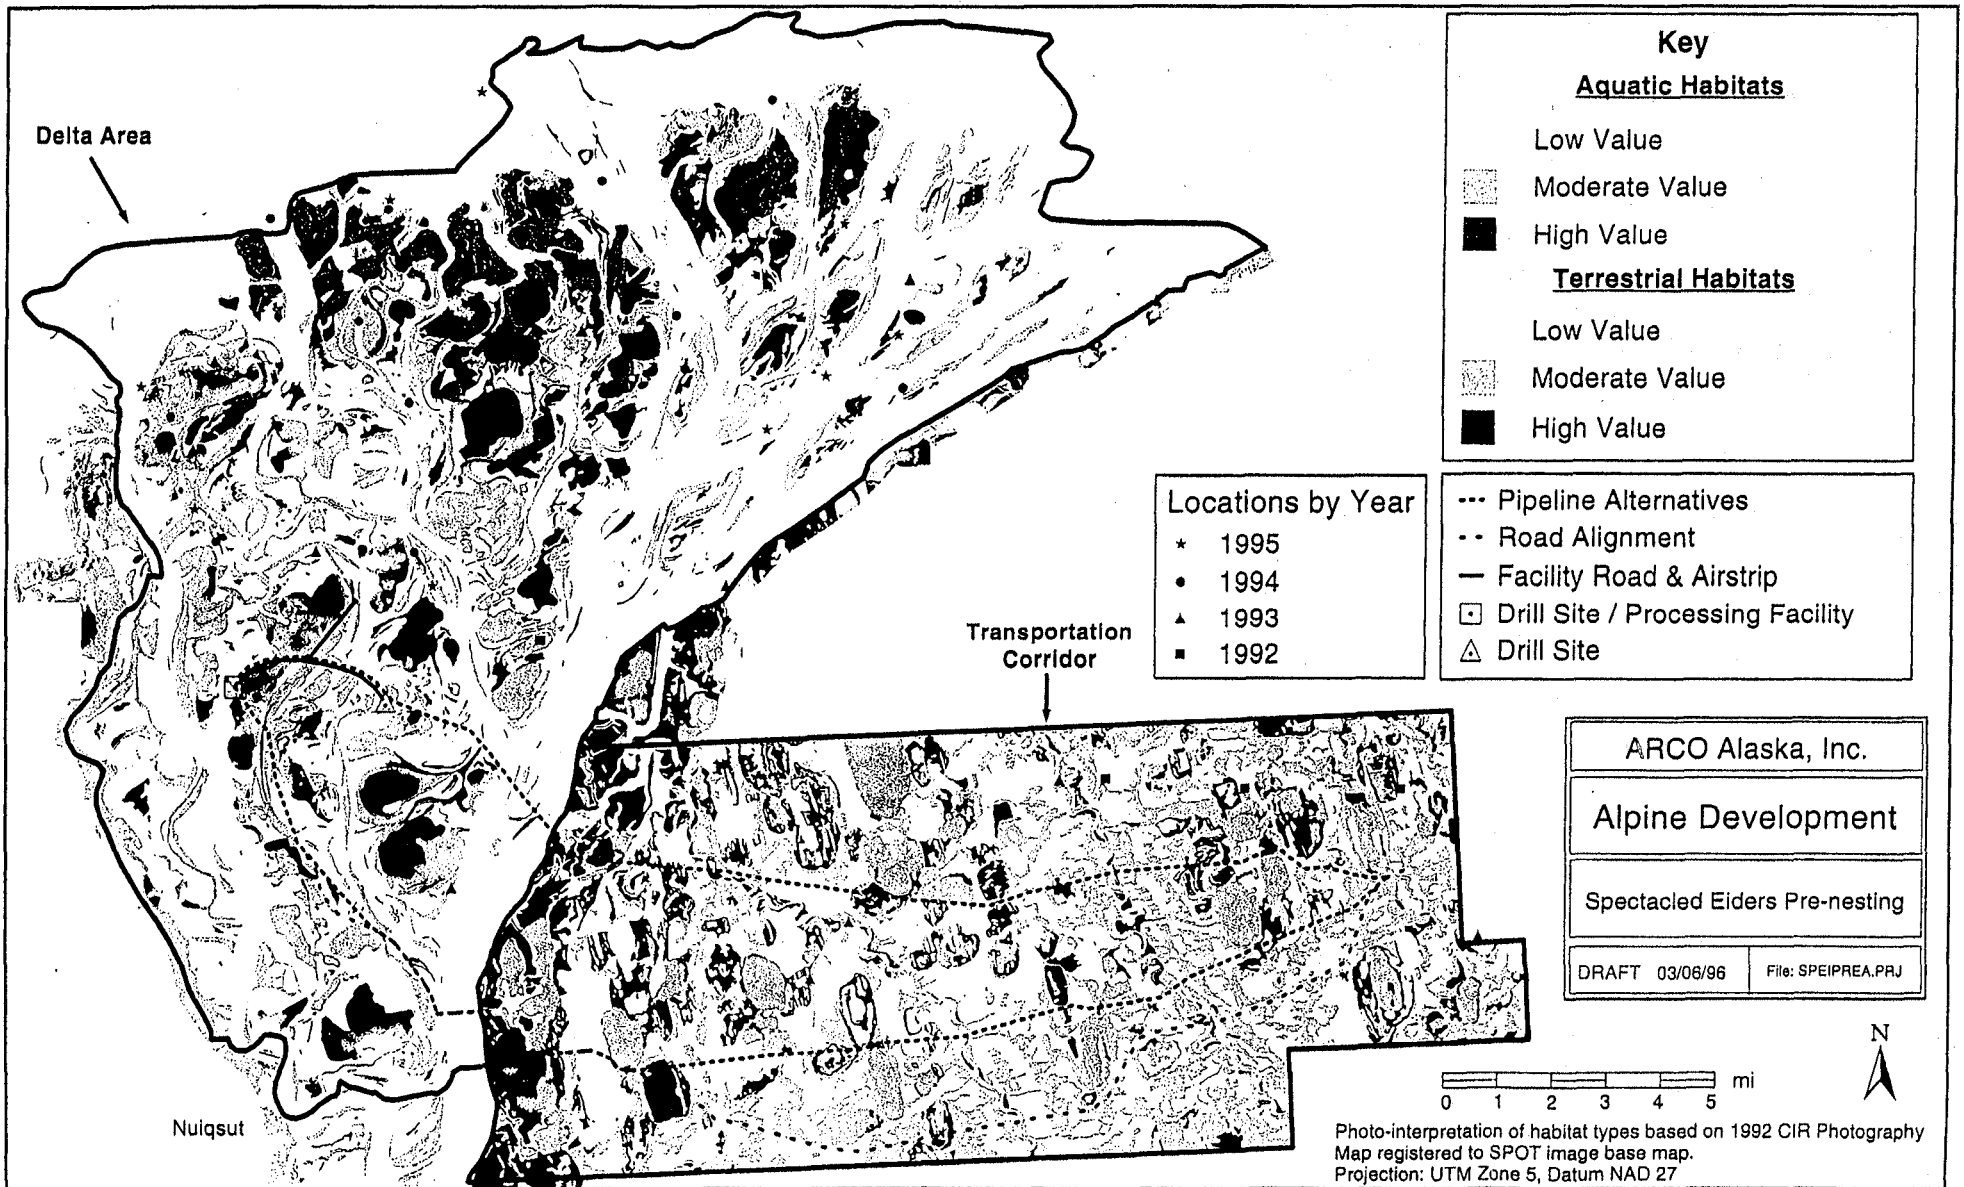 Delta Area
Key
Aquatic Habitats
Low Value
Moderate Value
High Value
Terrestrial Habitats
Low Value
Moderate Value
High Value
Locations by Year
1995
1994
1993
1992
Pipeline Alternatives
Road Alignment
Facility Road & Airstrip
Drill Site / Processing Facility
Drill Site
Transportation
Corridor
ARCO Alaska, Inc.
Alpine Development
Spectacled Eiders Pre-nesting
DRAFT 03/06/96
File: SPEIPREA.PRJ
N
mi
0 1 2 3 4 5
Nuiqsut
Photo-interpretation of habitat types based on 1992 CIR Photography
Map registered to SPOT image base map.
Projection: UTM Zone 5, Datum NAD 27